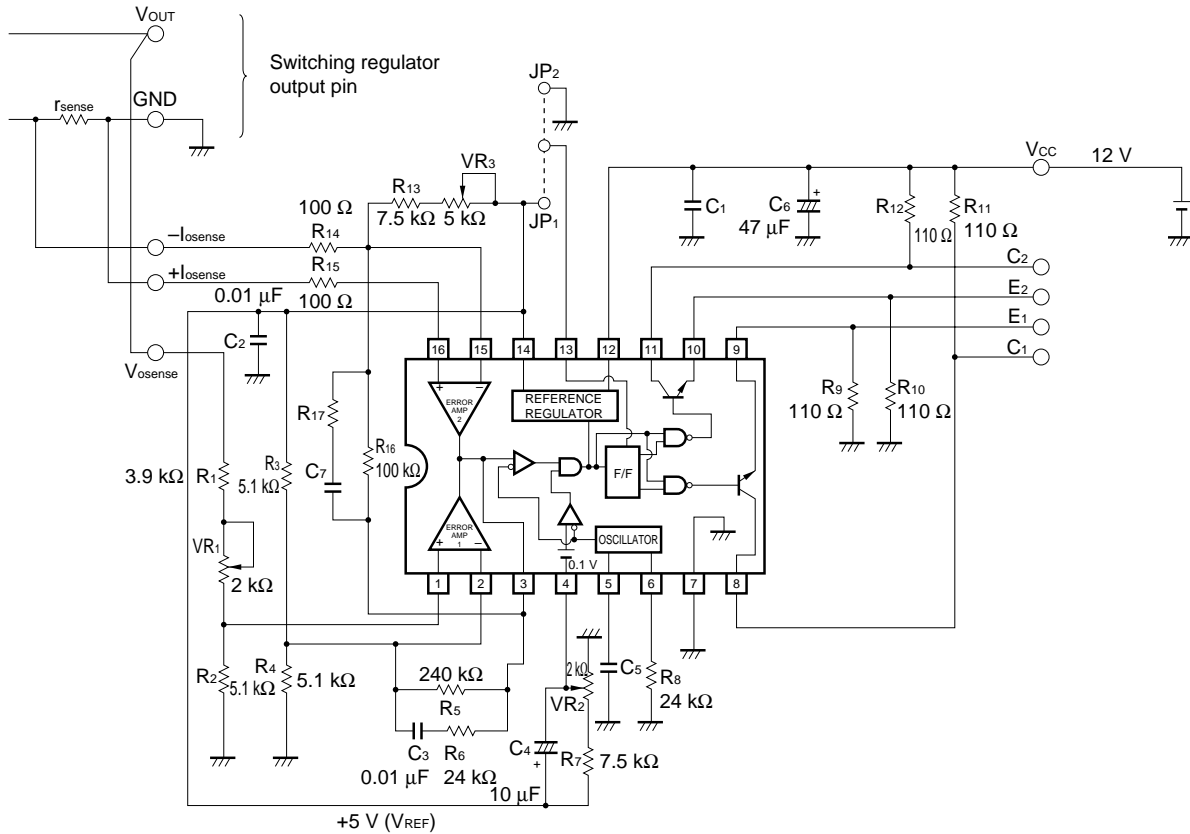 VOUT
Switching regulator
output pin
GND
rsense
JP2
JP1
VCC
12 V
VR3
R13
7.5 kΩ
5 kΩ
100 Ω
R14
–Iosense
R15
+Iosense
100 Ω
0.01 µF
C2
Vosense
C1
C6
+
47 µF
R12
110 Ω
R11
110 Ω
C2
E2
E1
C1
R9
110 Ω
R10
110 Ω
16
15
14
13
12
11
10
9
+
–
ERROR
AMP
2
REFERENCE
REGULATOR
F/F
ERROR
AMP
1
+
–
OSCILLATOR
0.1 V
1
2
3
4
5
6
7
8
R17
C7
R16
100 kΩ
3.9 kΩ
R1
R3
5.1 kΩ
VR1
2 kΩ
R2
5.1 kΩ
R4
5.1 kΩ
240 kΩ
R5
C3
0.01 µF
R6
24 kΩ
C4
+
10 µF
2 kΩ
VR2
R7
7.5 kΩ
C5
R8
24 kΩ
+5 V (VREF)